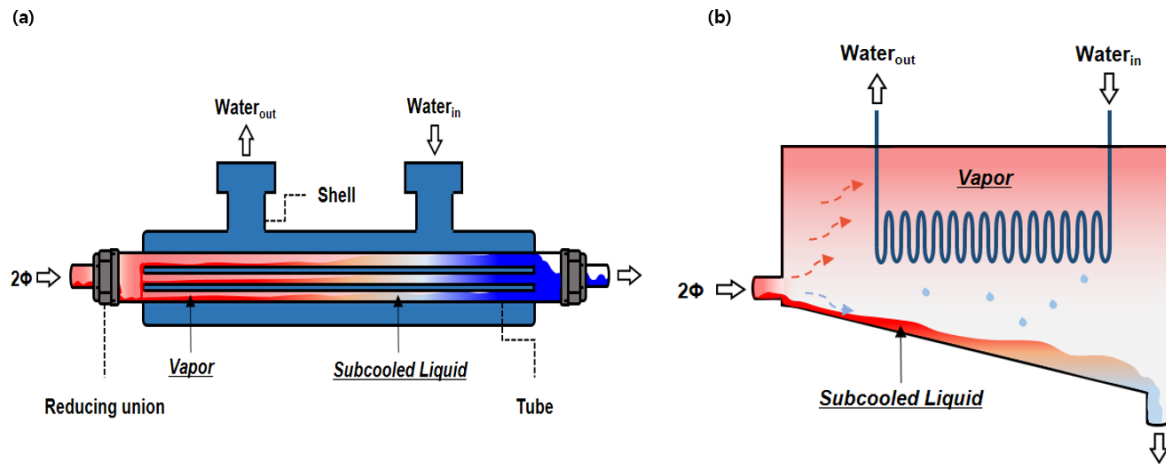 (a)
Water_out
Water_in
Shell
2Φ
Vapor
Subcooled Liquid
Reducing union
Tube
(b)
Water_out
Water_in
Vapor
2Φ
Subcooled Liquid